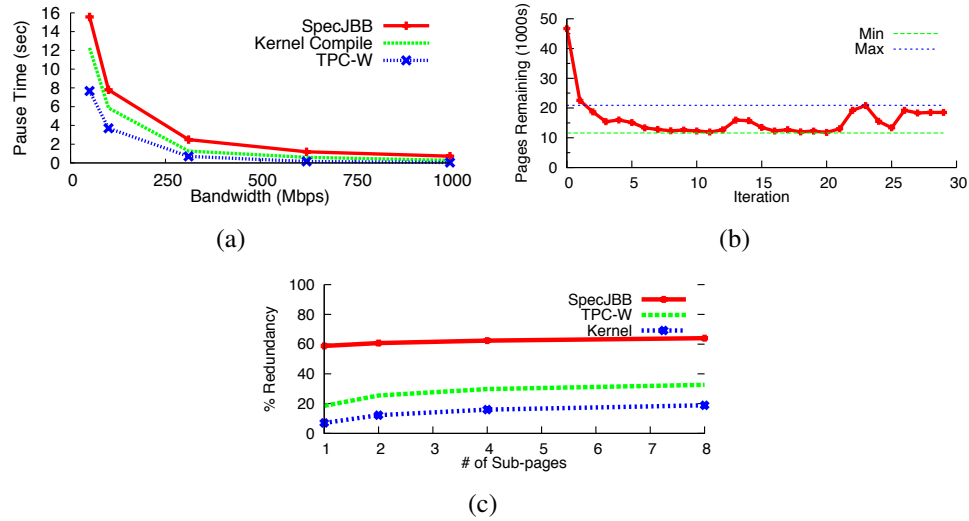 Pause Time (sec)
16
14
12
10
8
6
4
2
0
SpecJBB
Kernel Compile
TPC-W
0
250
500
750
1000
Bandwidth (Mbps)
(a)
Pages Remaining (1000s)
50
40
30
20
10
0
Min
Max
0
5
10
15
20
25
30
Iteration
(b)
% Redundancy
100
80
60
40
20
0
SpecJBB
TPC-W
Kernel
1
2
3
4
5
6
7
8
# of Sub-pages
(c)